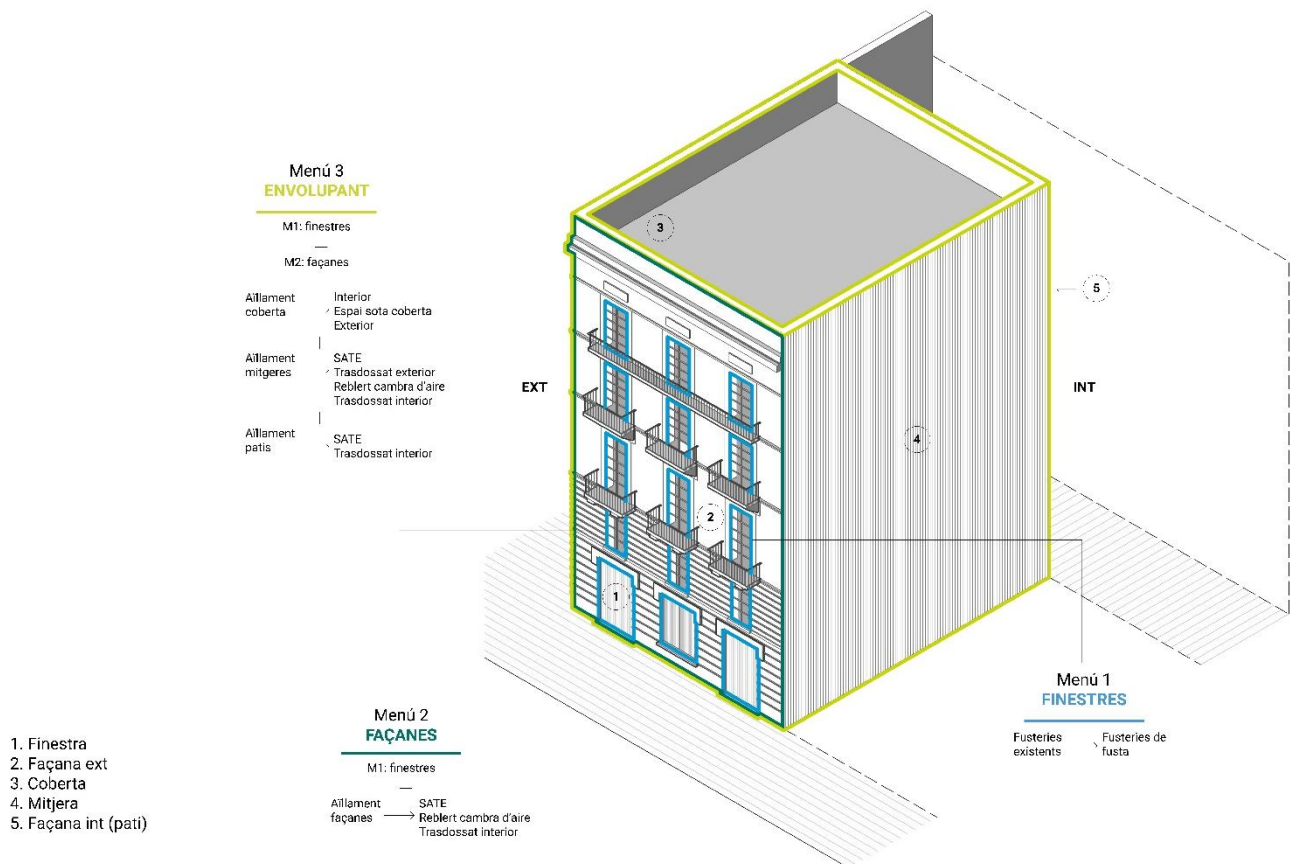 Menú 3
ENVOLUPANT
M1: finestres
M2: façanes
Aïllament
coberta
Interior
Espai sota coberta
Exterior
Aïllament
mitgeres
SATE
Trasdossat exterior
Reblert cambra d'aire
Trasdossat interior
Aïllament
patis
SATE
Trasdossat interior
EXT
INT
3
5
4
2
1
Menú 1
FINESTRES
Fusteries
existents
Fusteries de
fusta
Menú 2
FAÇANES
M1: finestres
Aïllament
façanes
SATE
Reblert cambra d'aire
Trasdossat interior
1. Finestra
2. Façana ext
3. Coberta
4. Mitjera
5. Façana int (pati)